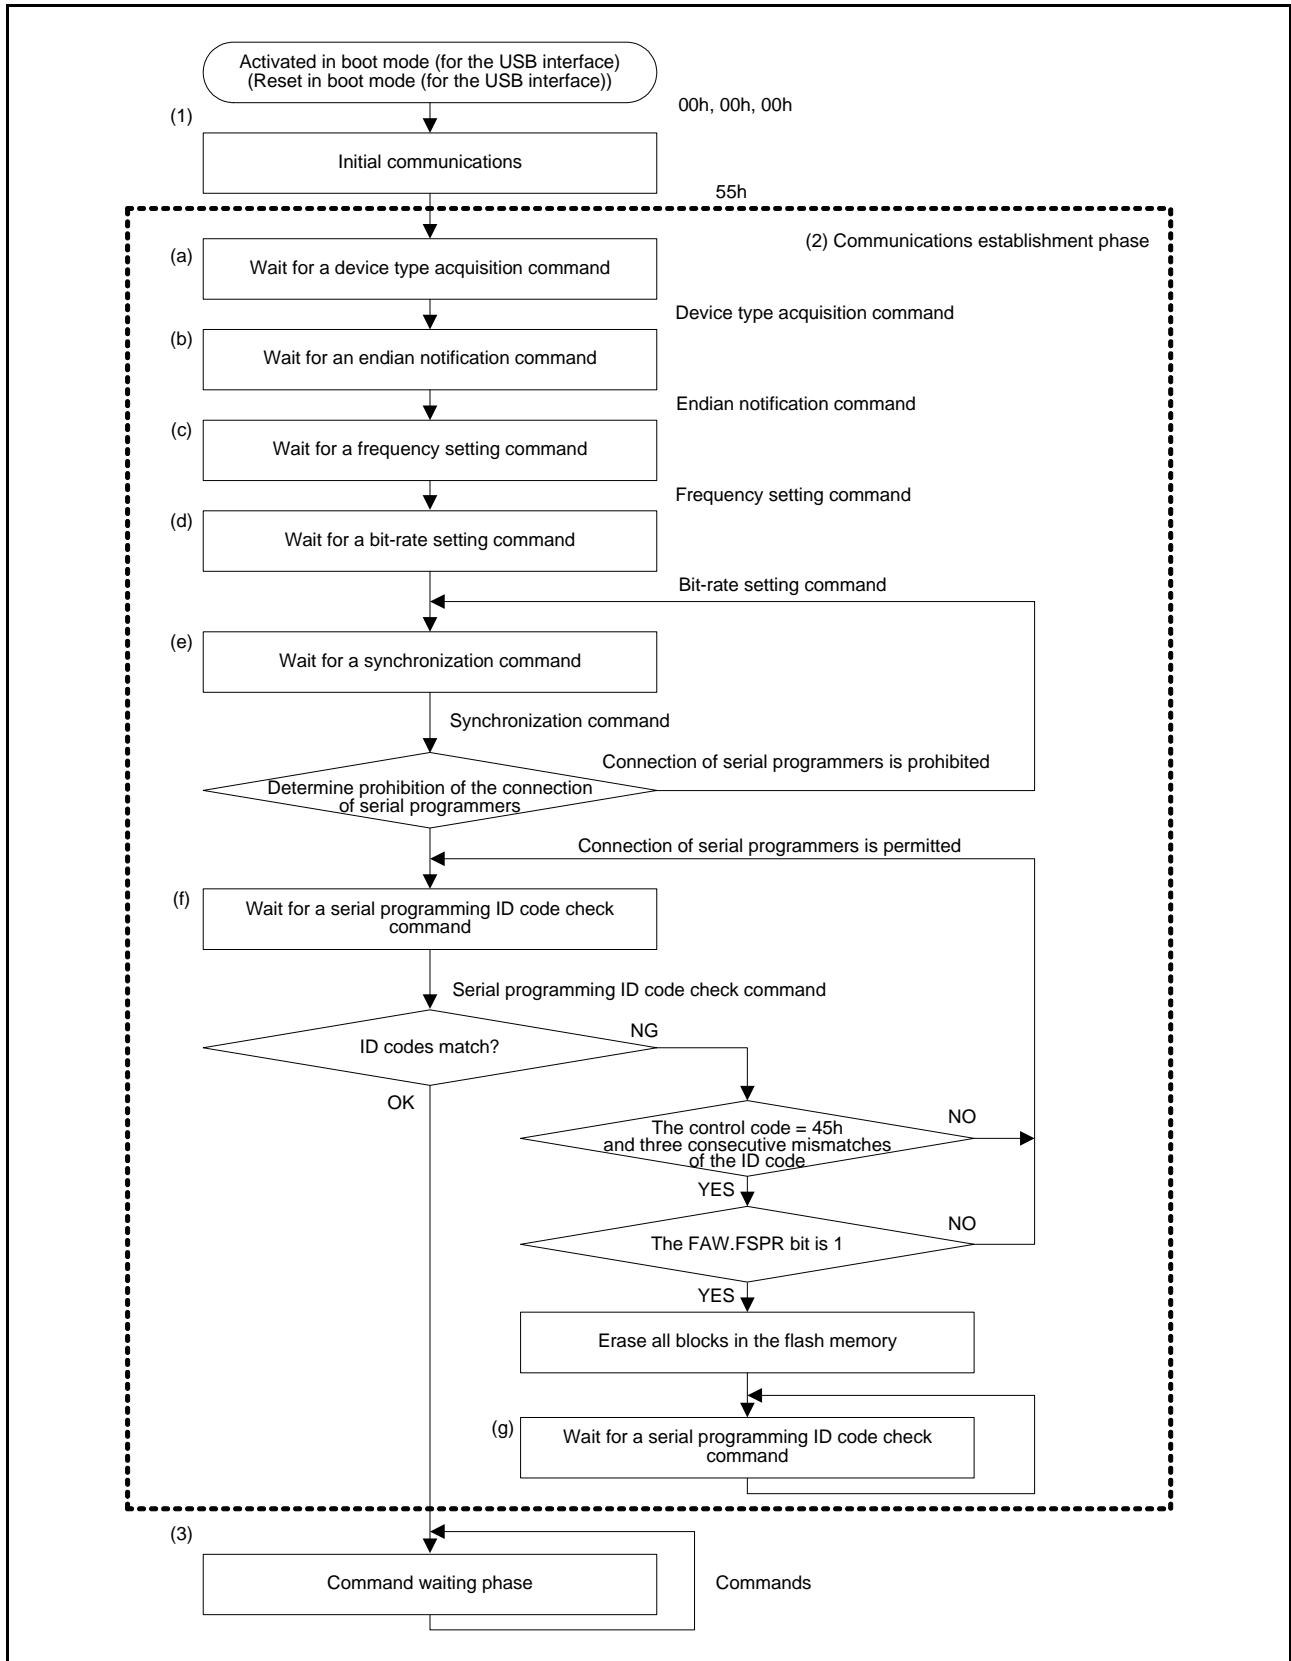 Activated in boot mode (for the USB interface)
(Reset in boot mode (for the USB interface))
00h, 00h, 00h
(1)
Initial communications
55h
(2) Communications establishment phase
(a)
Wait for a device type acquisition command
Device type acquisition command
(b)
Wait for an endian notification command
Endian notification command
(c)
Wait for a frequency setting command
Frequency setting command
(d)
Wait for a bit-rate setting command
Bit-rate setting command
(e)
Wait for a synchronization command
Synchronization command
Connection of serial programmers is prohibited
Determine prohibition of the connection
of serial programmers
Connection of serial programmers is permitted
(f)
Wait for a serial programming ID code check
command
Serial programming ID code check command
NG
ID codes match?
OK
NO
The control code = 45h
and three consecutive mismatches
of the ID code
YES
NO
The FAW.FSPR bit is 1
YES
Erase all blocks in the flash memory
(g)
Wait for a serial programming ID code check
command
(3)
Command waiting phase
Commands